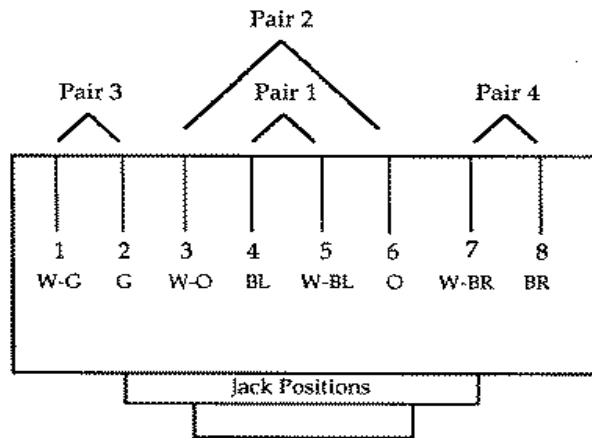 Pair 2
Pair 3 Pair 1 Pair 4
1 2 3 4 5 6 7 8
W-G G W-O BL W-BL O W-BR BR
Jack Positions